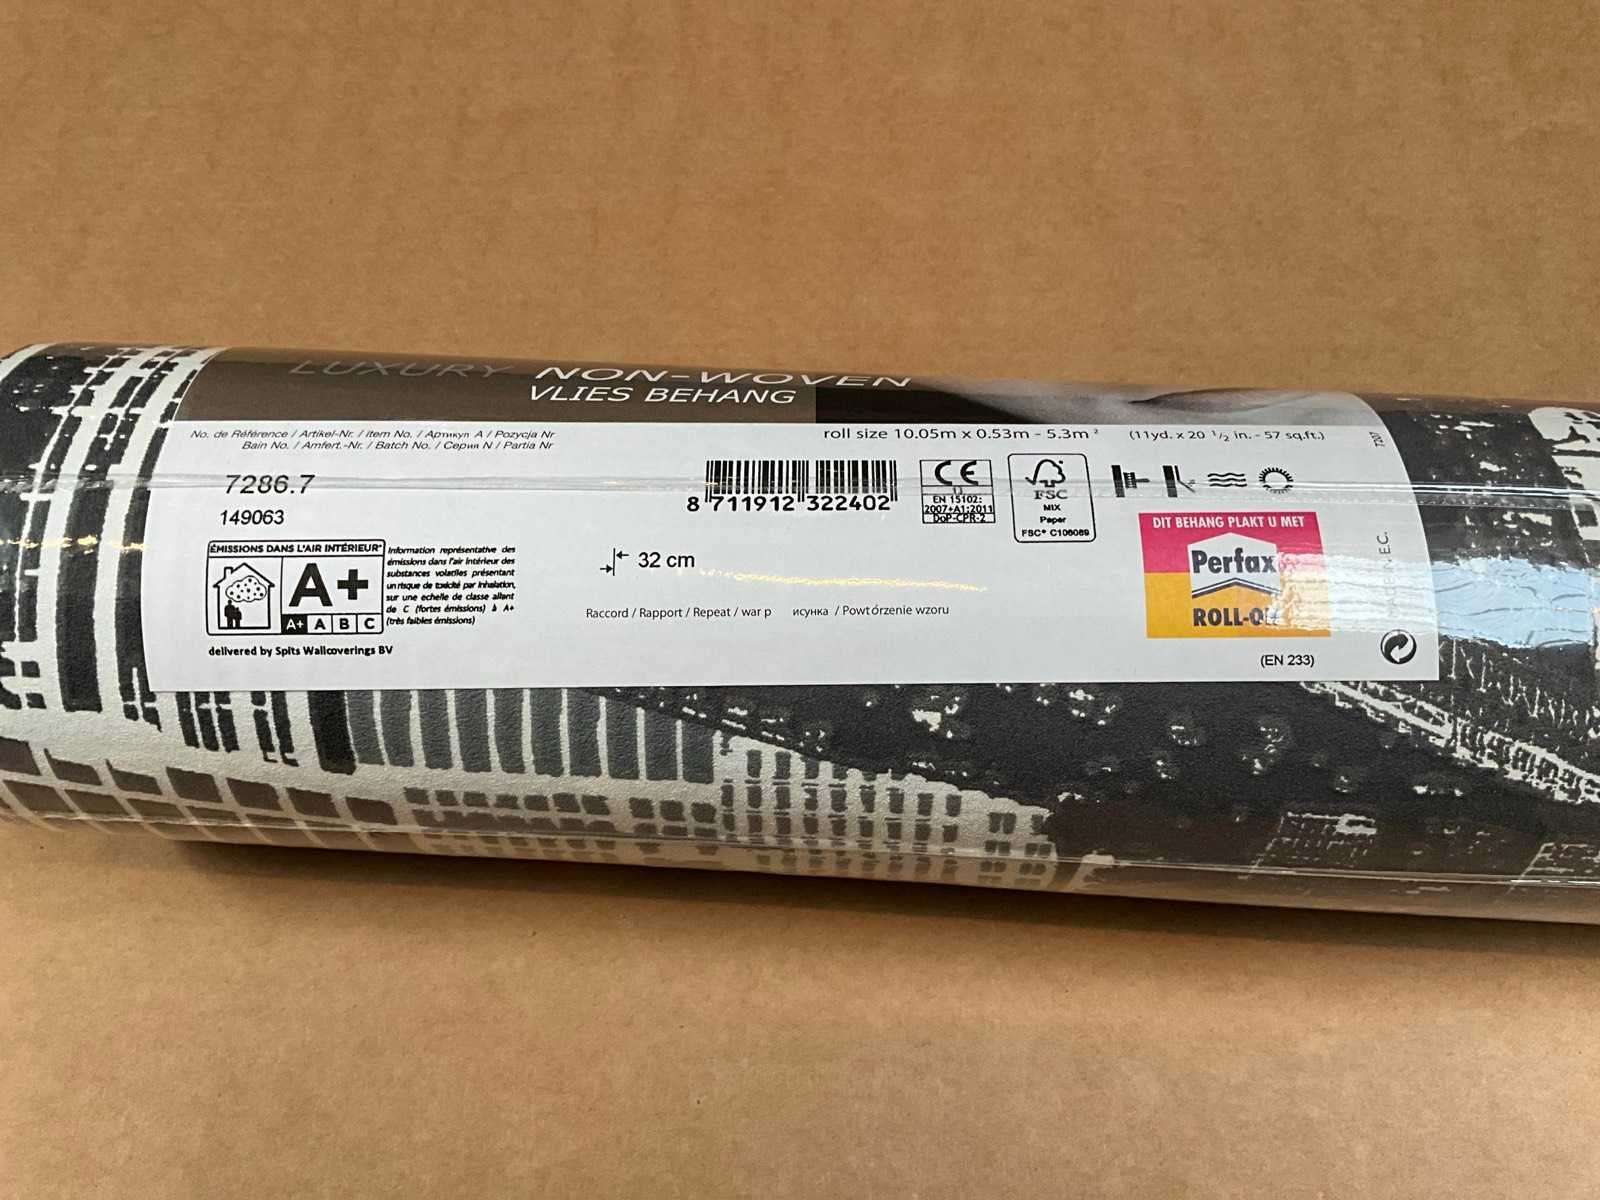 LUXURY NON-WOVEN
VLIES BEHANG
No. de Référence / Artikel-Nr. / item No. / Артикул А / Pozycja Nr
Bain No. / Amfert.-Nr. / Batch No. / Серия N / Partia Nr
roll size 10.05m x 0.53m - 5.3m² (11yd. x 20 1/2 in. - 57 sq.ft.)
7207
7286.7
149063
8 711912 322402
CE
EN 15102:
2007+A1:2011
DoP-CPR-2
FSC
MIX
Paper
FSC® C106089
DIT BEHANG PLAKT U MET
Perfax
ROLL-O
(EN 233)
E.C.
32 cm
Raccord / Rapport / Repeat / war p исунка / Powt órzenie wzoru
ÉMISSIONS DANS L'AIR INTÉRIEUR*
A+
A+ A B C
Information représentative des
émissions dans l'air intérieur des
substances volatiles présentant
un risque de toxicité par inhalation,
sur une echelle de classe allant
de C (fortes émissions) à A+
(très faibles émissions)
delivered by Spits Wallcoverings BV